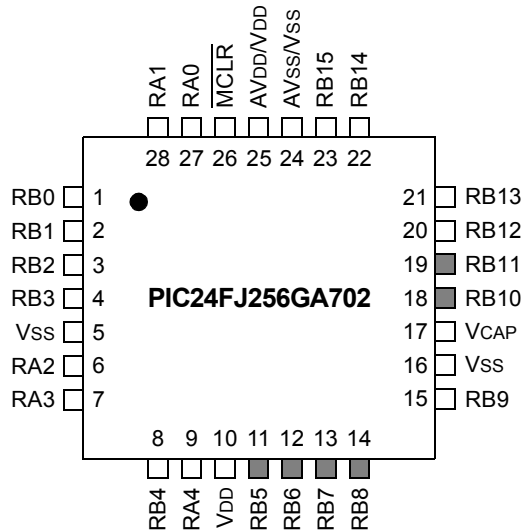 RA1
RA0
MCLR
AVDD/VDD
AVSS/VSS
RB15
RB14
28 27 26 25 24 23 22
RB0 1
RB1 2
RB2 3
RB3 4
VSS 5
RA2 6
RA3 7
PIC24FJ256GA702
21 RB13
20 RB12
19 RB11
18 RB10
17 VCAP
16 VSS
15 RB9
8 9 10 11 12 13 14
RB4
RA4
VDD
RB5
RB6
RB7
RB8